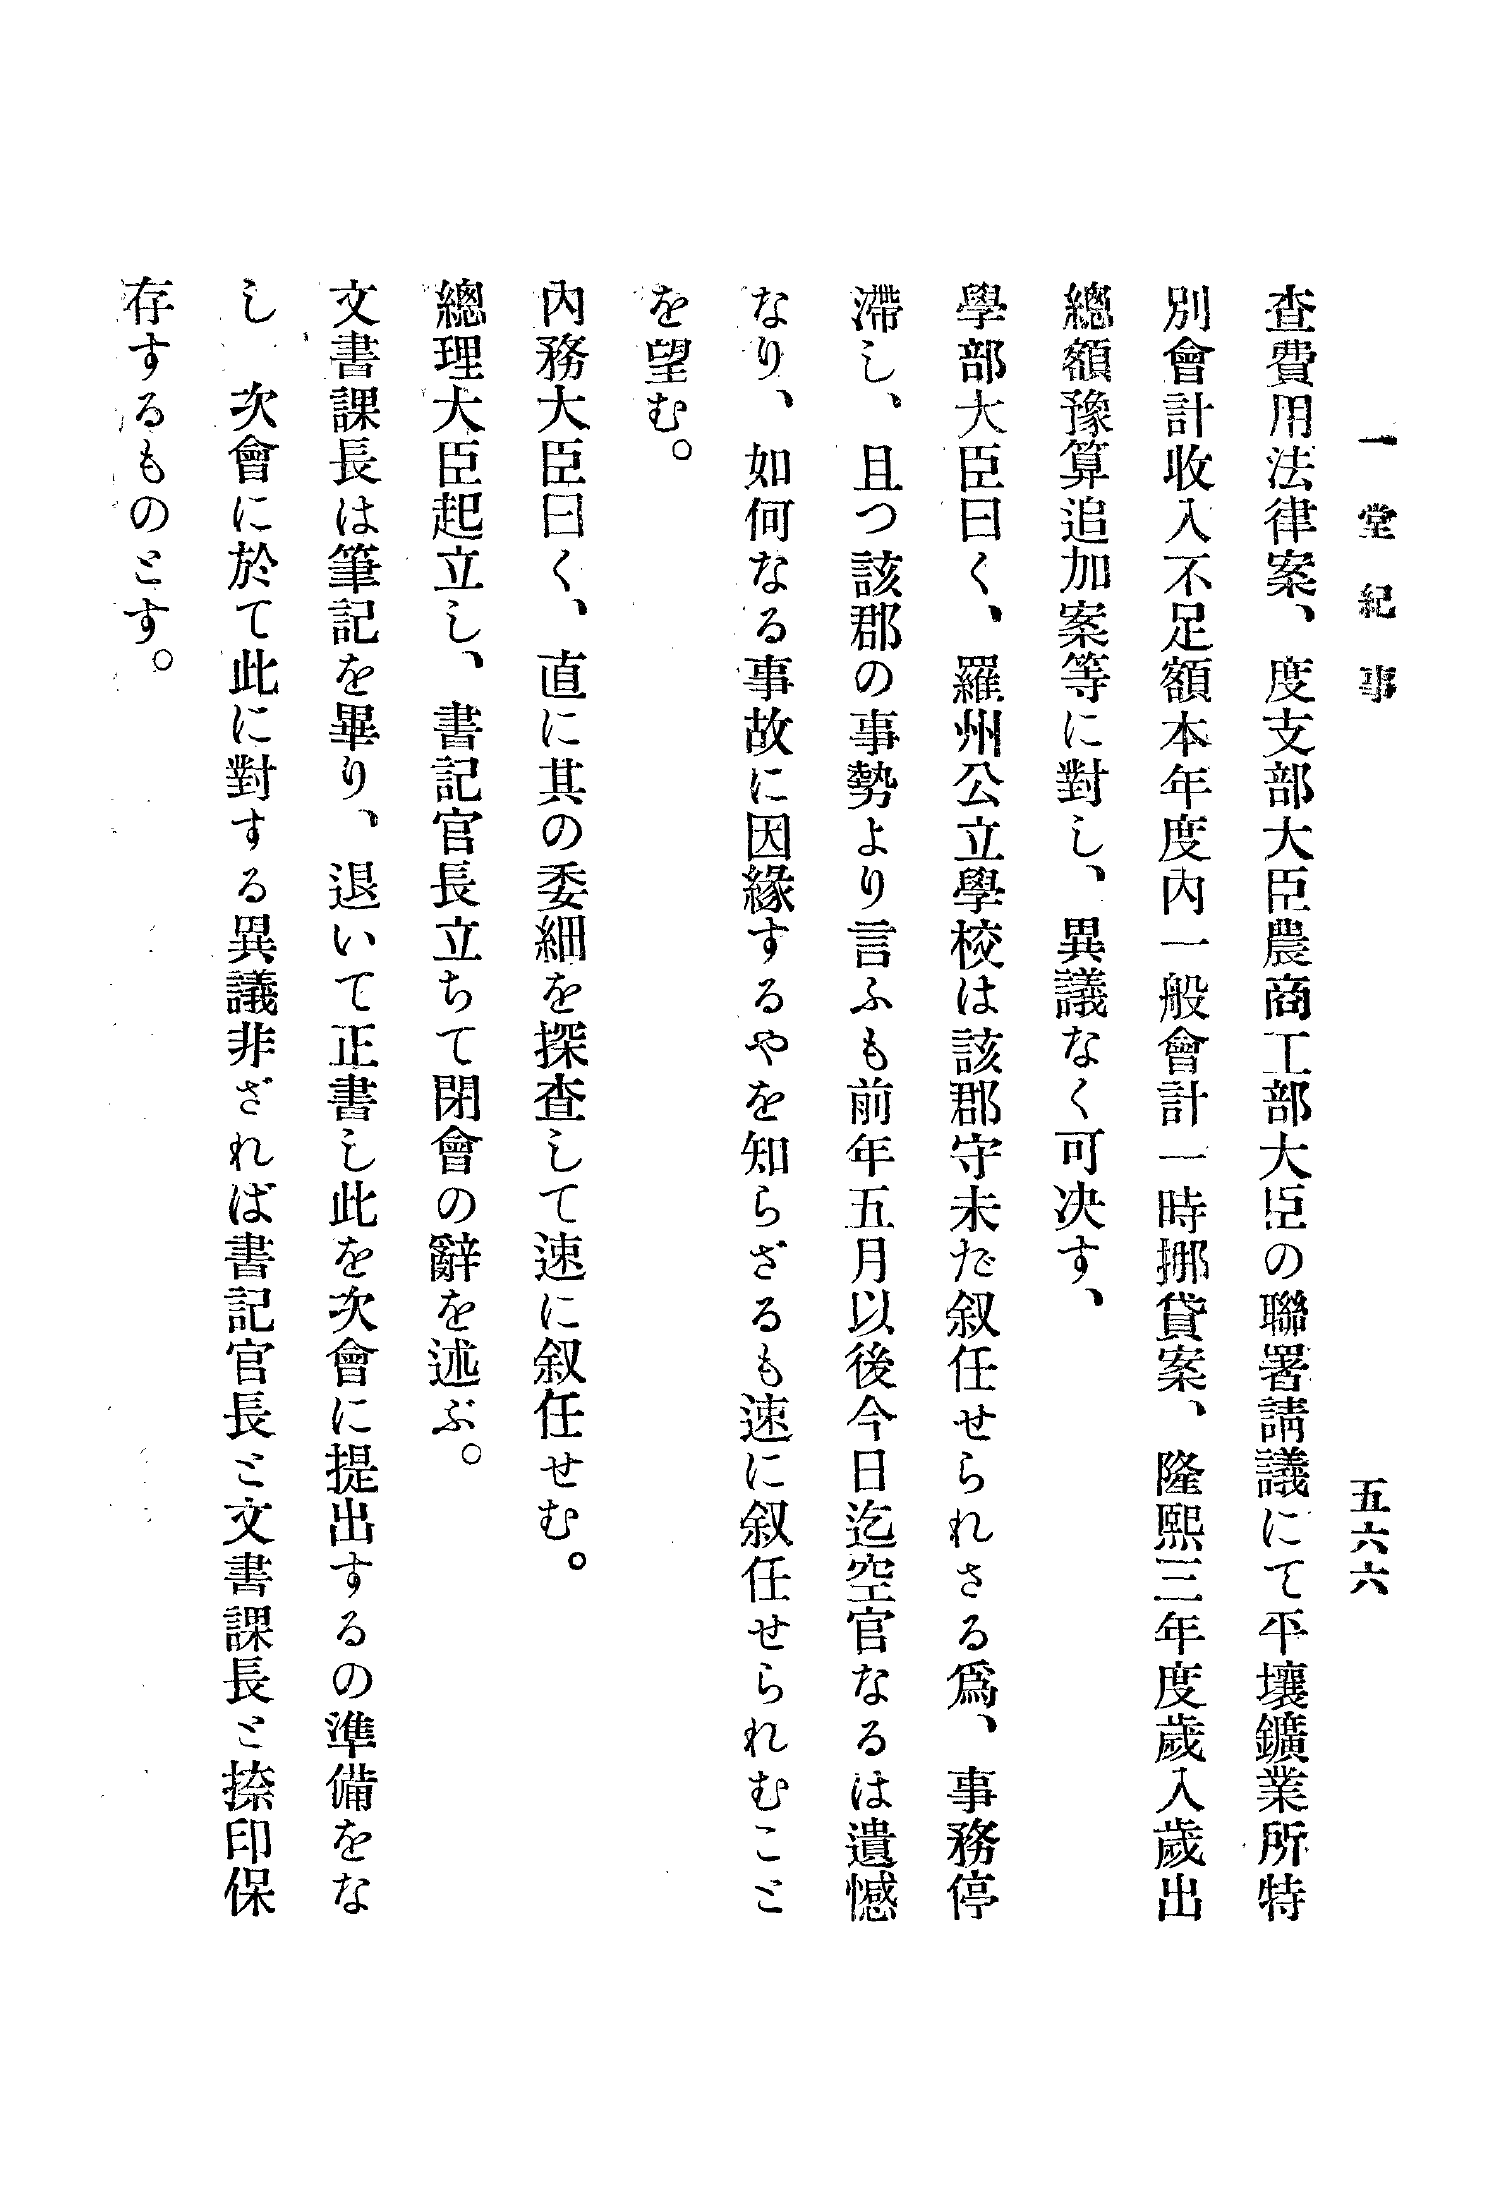 一堂紀事
五六六
査費用法律案、度支部大臣農商工部大臣の聯署請議にて平壤鑛業所特
別會計收入不足額本年度內一般會計一時挪貸案、隆熙三年度歲入歲出
總額豫算追加案等に對し、異議なく可決す、
學部大臣曰く、羅州公立學校は該郡守未だ叙任せられさる爲、事務停
滯し、且つ該郡の事勢より言ふも前年五月以後今日迄空官なるは遺憾
なり、如何なる事故に因緣するやを知らざるも速に叙任せられむこと
を望む。
內務大臣曰く、直に其の委細を探査して速に叙任せむ。
總理大臣起立し、書記官長立ちて閉會の辭を述ぶ。
文書課長は筆記を畢り、退いて正書し此を次會に提出するの準備をな
し　次會に於て此に對する異議非ざれば書記官長と文書課長と捺印保
存するものとす。